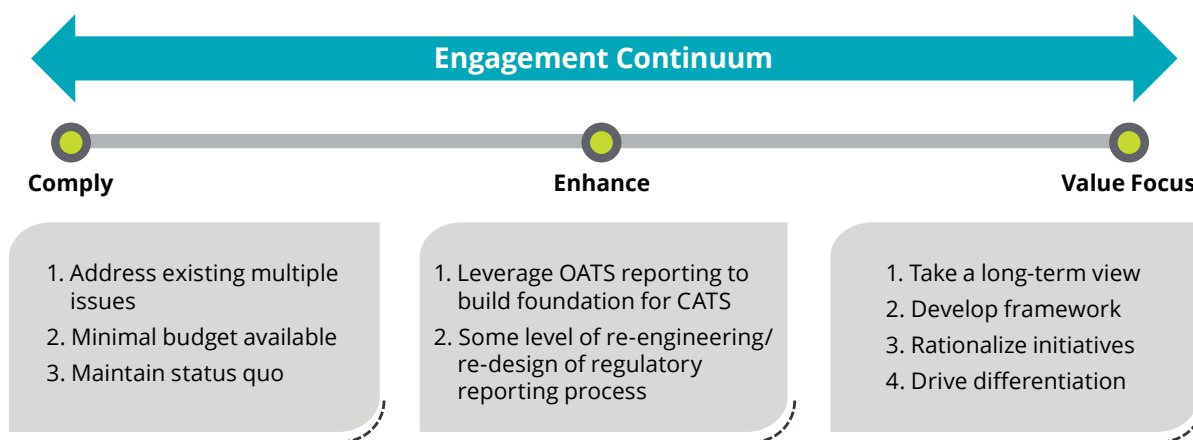 Engagement Continuum
Comply
Enhance
Value Focus
1. Address existing multiple
issues
2. Minimal budget available
3. Maintain status quo
1. Leverage OATS reporting to
build foundation for CATS
2. Some level of re-engineering/
re-design of regulatory
reporting process
1. Take a long-term view
2. Develop framework
3. Rationalize initiatives
4. Drive differentiation